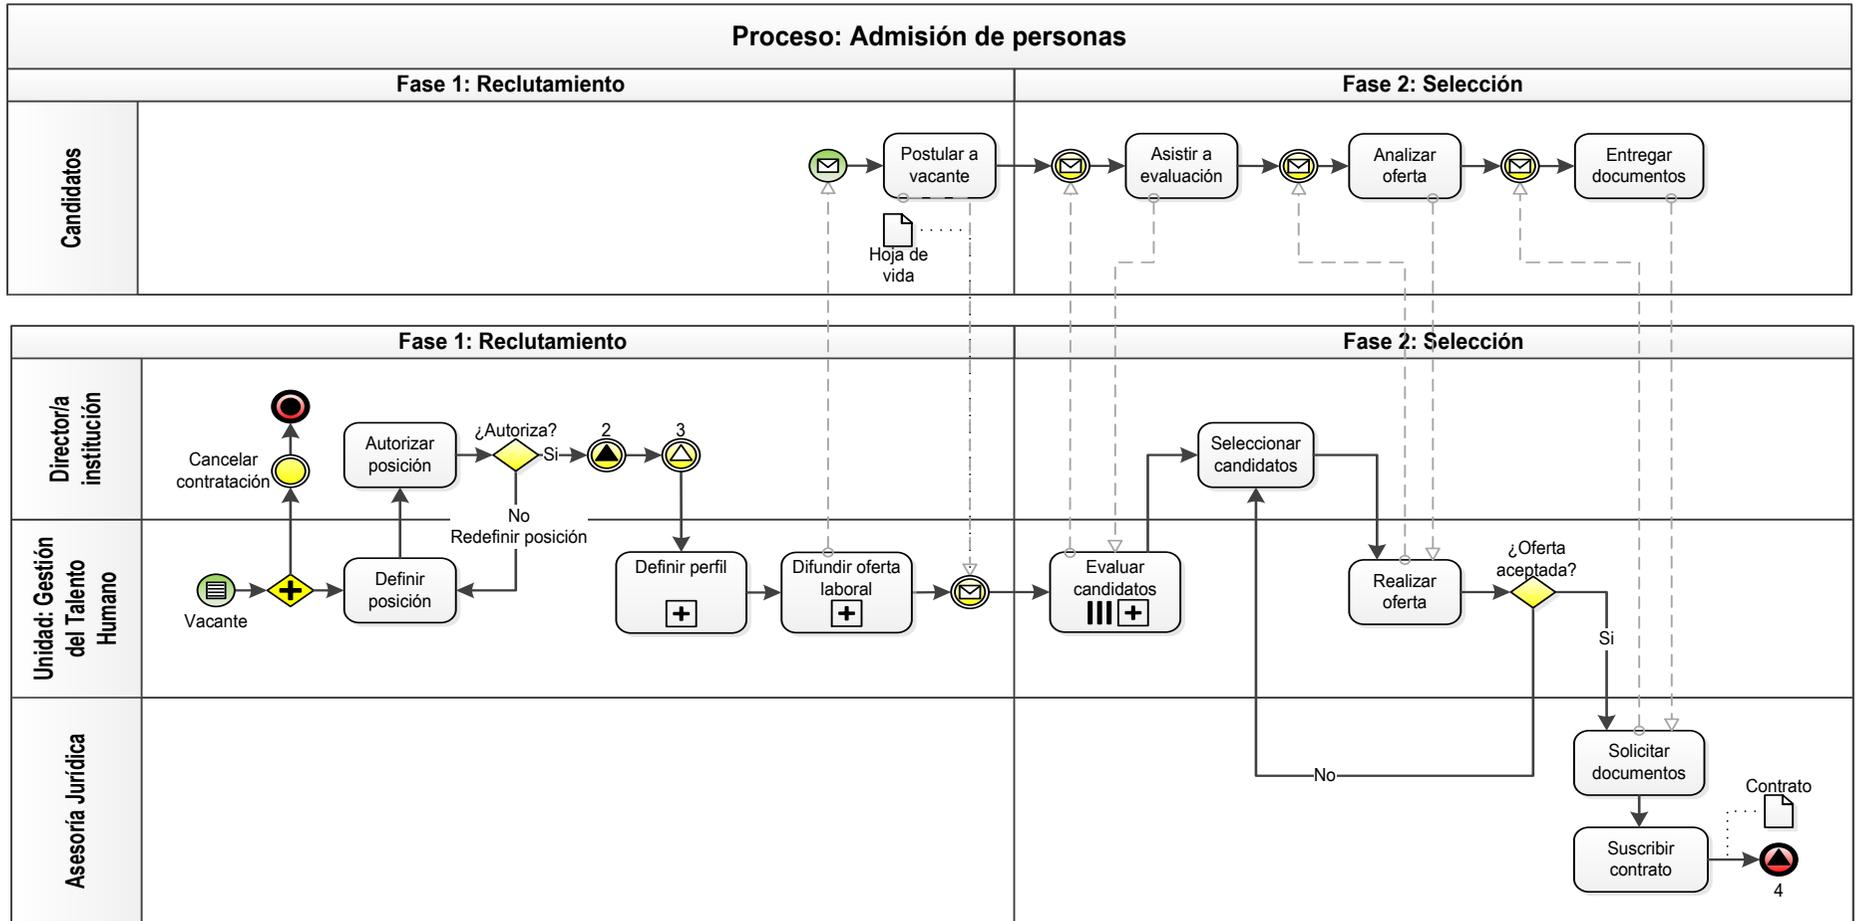 Proceso: Admisión de personas
Fase 1: Reclutamiento
Fase 2: Selección
Candidatos
Postular a
vacante
Hoja de
vida
Asistir a
evaluación
Analizar
oferta
Entregar
documentos
Fase 1: Reclutamiento
Fase 2: Selección
Director/a
institución
Cancelar
contratación
Autorizar
posición
¿Autoriza?
Si
2
3
No
Redefinir posición
Seleccionar
candidatos
Unidad: Gestión
del Talento
Humano
Vacante
Definir
posición
Definir perfil
Difundir oferta
laboral
Evaluar
candidatos
Realizar
oferta
¿Oferta
aceptada?
Si
No
Asesoría Jurídica
Solicitar
documentos
Suscribir
contrato
Contrato
4